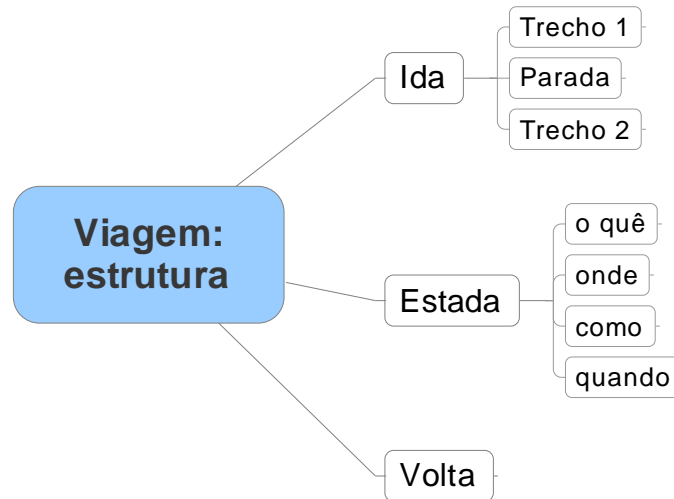 Viagem:
estrutura
Ida
Trecho 1
Parada
Trecho 2
Estada
o quê
onde
como
quando
Volta